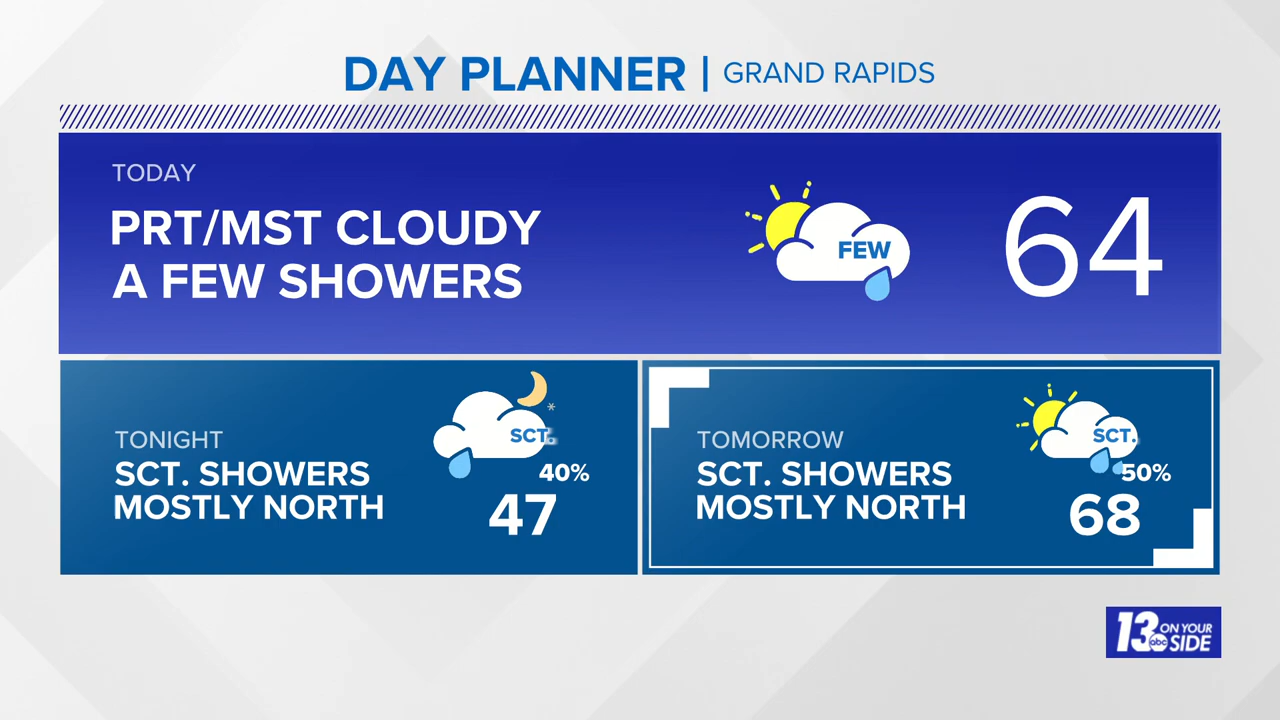 DAY PLANNER | GRAND RAPIDS
TODAY
PRT/MST CLOUDY
A FEW SHOWERS
FEW
64
TONIGHT
SCT. SHOWERS
MOSTLY NORTH
SCT.
40%
47
TOMORROW
SCT. SHOWERS
MOSTLY NORTH
SCT.
50%
68
13 abc ON YOUR SIDE